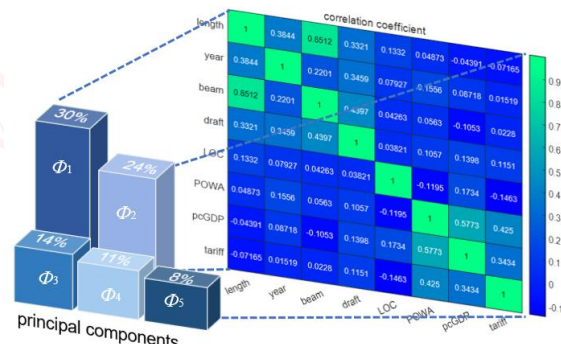 correlation coefficient
length 1 0.3844 0.8512 0.3321 0.1332 0.04873 -0.04391 -0.07165
year 0.3844 1 0.2201 0.3459 0.07927 0.1556 0.08718 0.01519
beam 0.8512 0.2201 1 0.4397 0.04263 0.0563 -0.1053 0.0228
draft 0.3321 0.3459 0.4397 1 0.03821 0.1057 0.1398 0.1151
LOC 0.1332 0.07927 0.04263 0.03821 1 -0.1195 0.1734 -0.1463
POWA 0.04873 0.1556 0.0563 0.1057 -0.1195 1 0.5773 0.425
pcGDP -0.04391 0.08718 -0.1053 0.1398 0.1734 0.5773 1 0.3434
tariff -0.07165 0.01519 0.0228 0.1151 -0.1463 0.425 0.3434 1
length year beam draft LOC POWA pcGDP tariff
0.9
0.8
0.7
0.6
0.5
0.4
0.3
0.2
0.1
0
-0.1
30%
Φ1
24%
Φ2
14%
Φ3
11%
Φ4
8%
Φ5
principal components